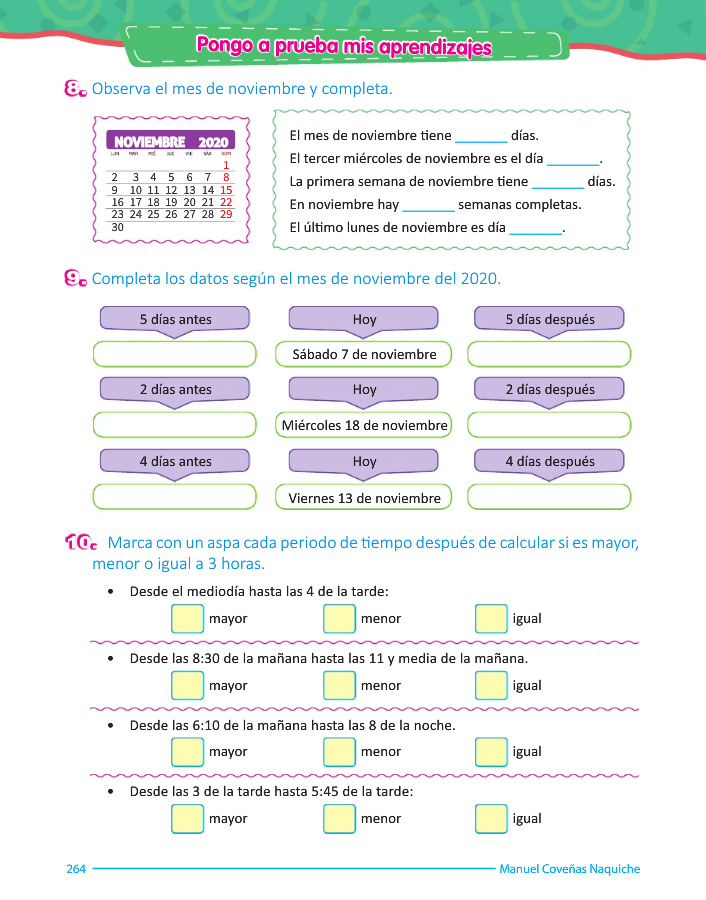 Pongo a prueba mis aprendizajes
8. Observa el mes de noviembre y completa.
NOVIEMBRE 2020
LUN MAR MIÉ JUE VIE SÁB DOM
1
2 3 4 5 6 7 8
9 10 11 12 13 14 15
16 17 18 19 20 21 22
23 24 25 26 27 28 29
30
El mes de noviembre tiene _______ días.
El tercer miércoles de noviembre es el día _______.
La primera semana de noviembre tiene _______ días.
En noviembre hay _______ semanas completas.
El último lunes de noviembre es día _______.
9. Completa los datos según el mes de noviembre del 2020.
5 días antes Hoy 5 días después
Sábado 7 de noviembre
2 días antes Hoy 2 días después
Miércoles 18 de noviembre
4 días antes Hoy 4 días después
Viernes 13 de noviembre
10. Marca con un aspa cada periodo de tiempo después de calcular si es mayor,
menor o igual a 3 horas.
• Desde el mediodía hasta las 4 de la tarde:
mayor menor igual
• Desde las 8:30 de la mañana hasta las 11 y media de la mañana.
mayor menor igual
• Desde las 6:10 de la mañana hasta las 8 de la noche.
mayor menor igual
• Desde las 3 de la tarde hasta 5:45 de la tarde:
mayor menor igual
264 Manuel Coveñas Naquiche